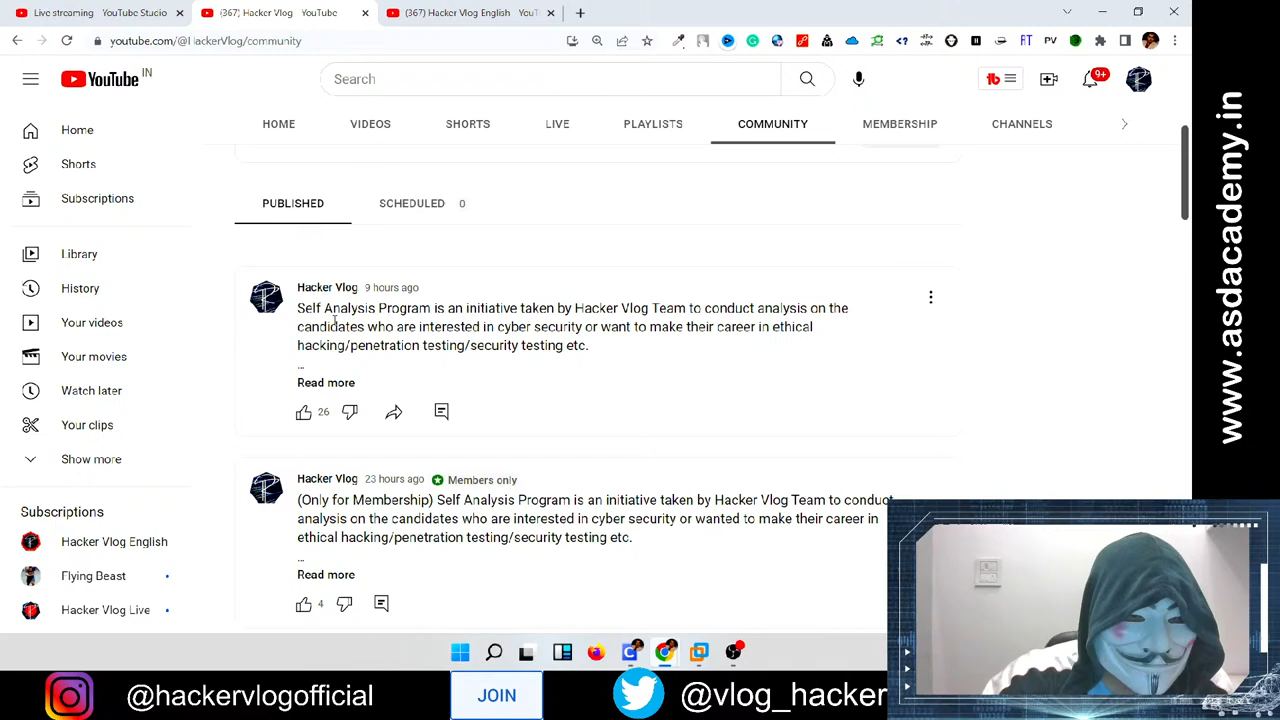 Live streaming - YouTube Studio
(367) Hacker Vlog - YouTube
(367) Hacker Vlog English - YouT
youtube.com/@HackerVlog/community
YouTube IN
Search
9+
HOME
VIDEOS
SHORTS
LIVE
PLAYLISTS
COMMUNITY
MEMBERSHIP
CHANNELS
Home
Shorts
Subscriptions
Library
History
Your videos
Your movies
Watch later
Your clips
Show more
Subscriptions
Hacker Vlog English
Flying Beast
Hacker Vlog Live
PUBLISHED
SCHEDULED 0
Hacker Vlog 9 hours ago
Self Analysis Program is an initiative taken by Hacker Vlog Team to conduct analysis on the
candidates who are interested in cyber security or want to make their career in ethical
hacking/penetration testing/security testing etc.
...
Read more
26
Hacker Vlog 23 hours ago Members only
(Only for Membership) Self Analysis Program is an initiative taken by Hacker Vlog Team to conduct
analysis on the candidates who are interested in cyber security or wanted to make their career in
ethical hacking/penetration testing/security testing etc.
...
Read more
4
www.asdacademy.in
@hackervlogofficial
JOIN
@vlog_hacker